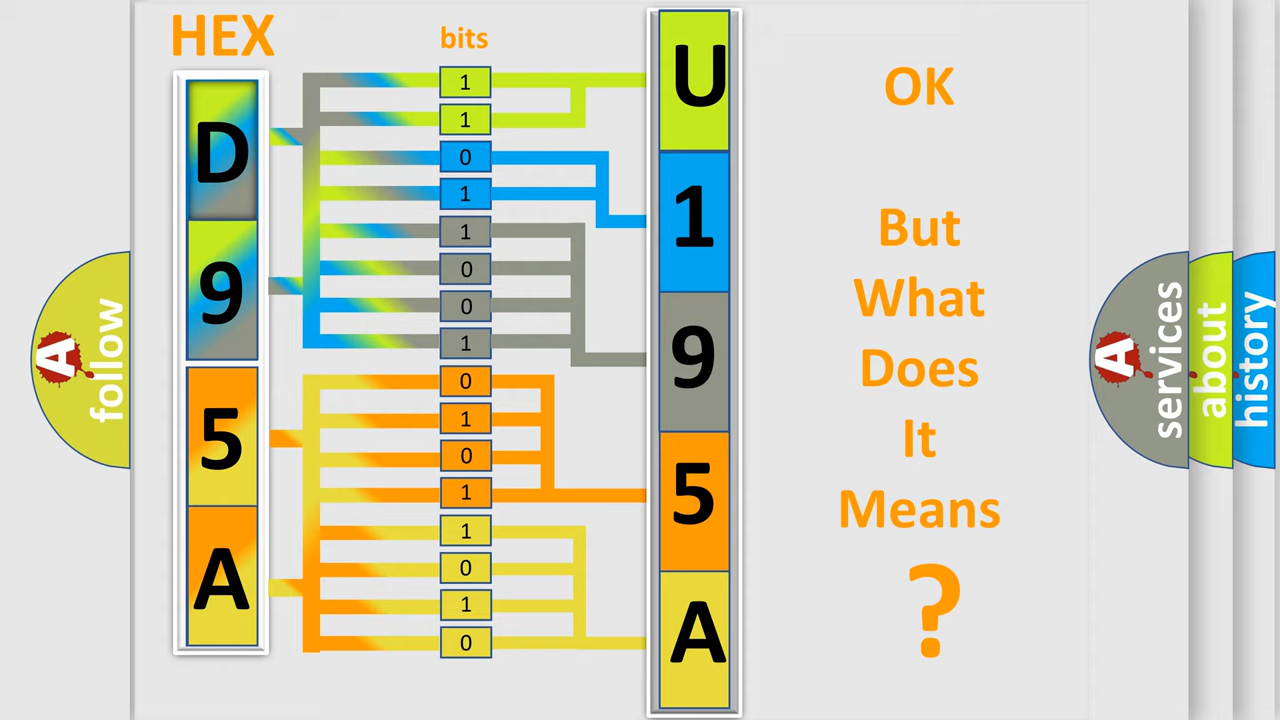 HEX
bits
D
9
5
A
1
1
0
1
1
0
0
1
0
1
0
1
1
0
1
0
U
1
9
5
A
OK
But
What
Does
It
Means
?
A follow
A services
about
history